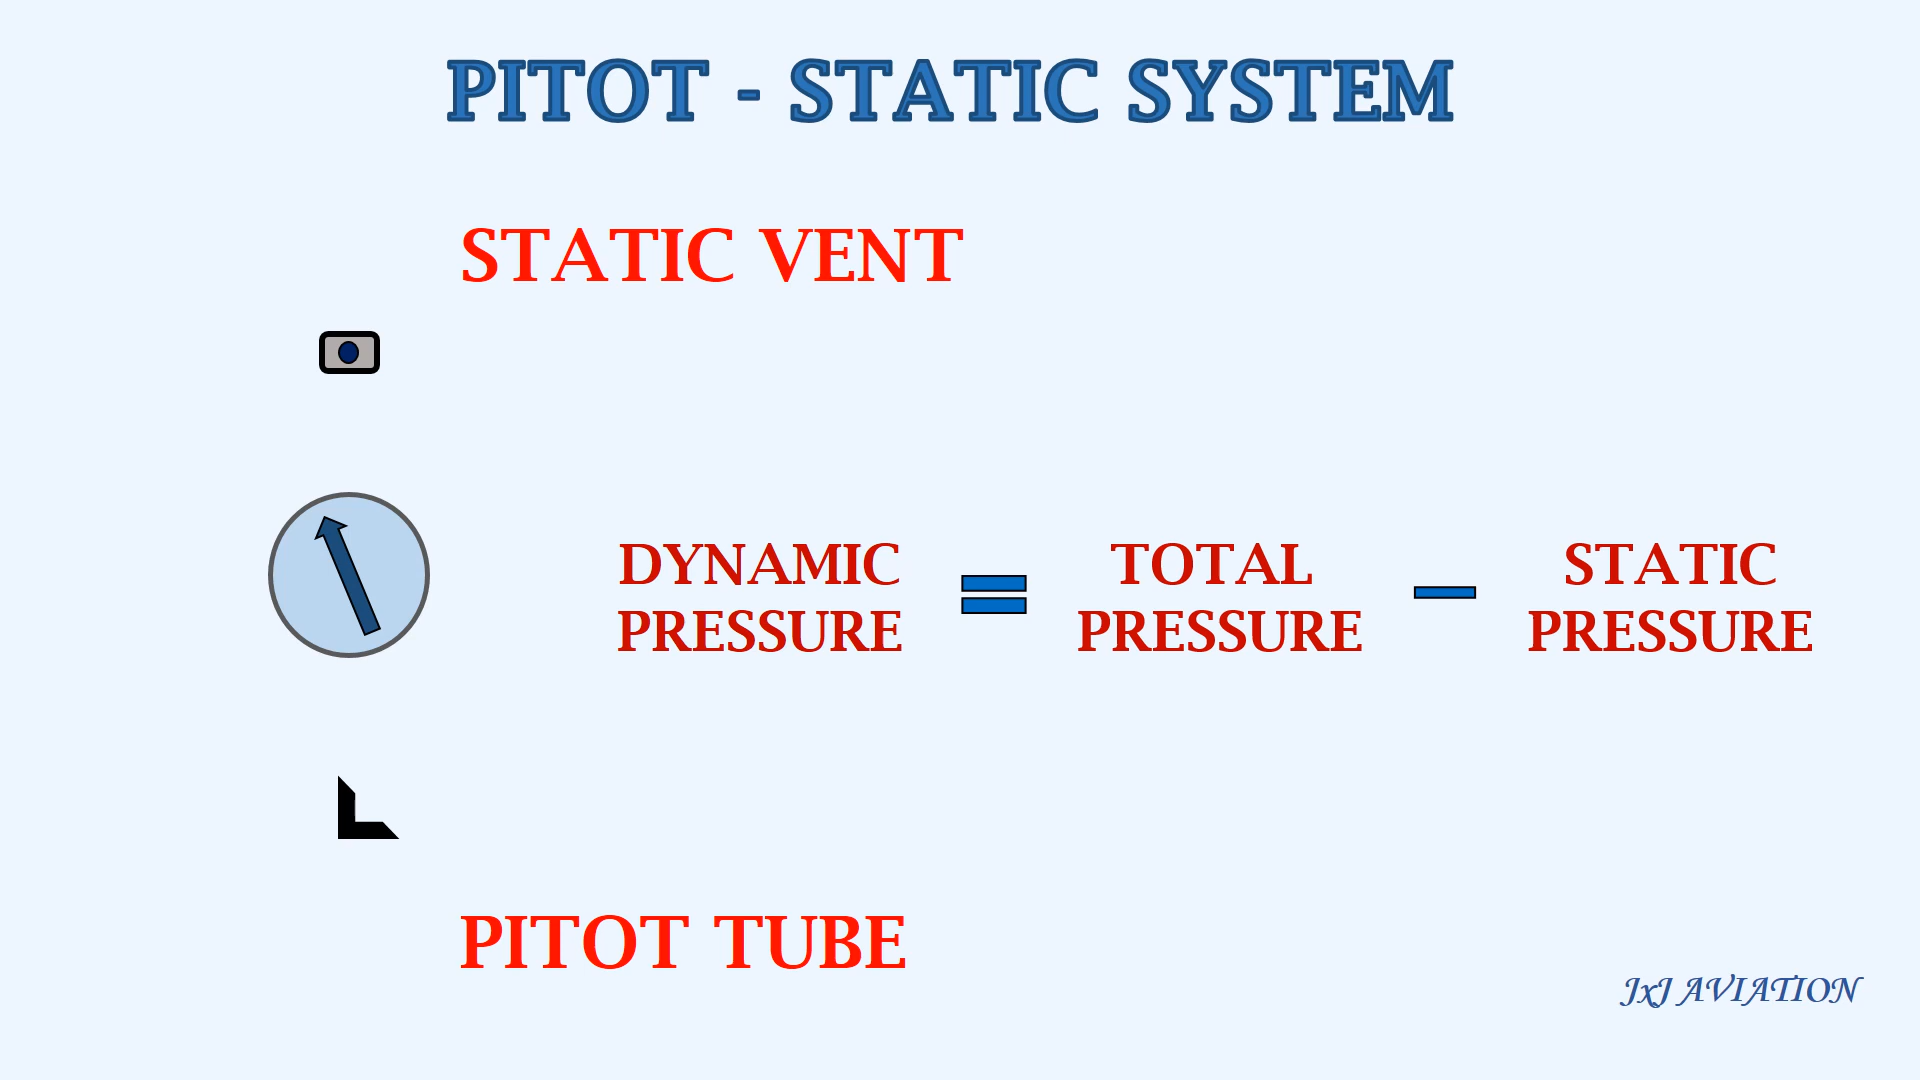 PITOT - STATIC SYSTEM
STATIC VENT
DYNAMIC PRESSURE = TOTAL PRESSURE − STATIC PRESSURE
PITOT TUBE
JxJ AVIATION